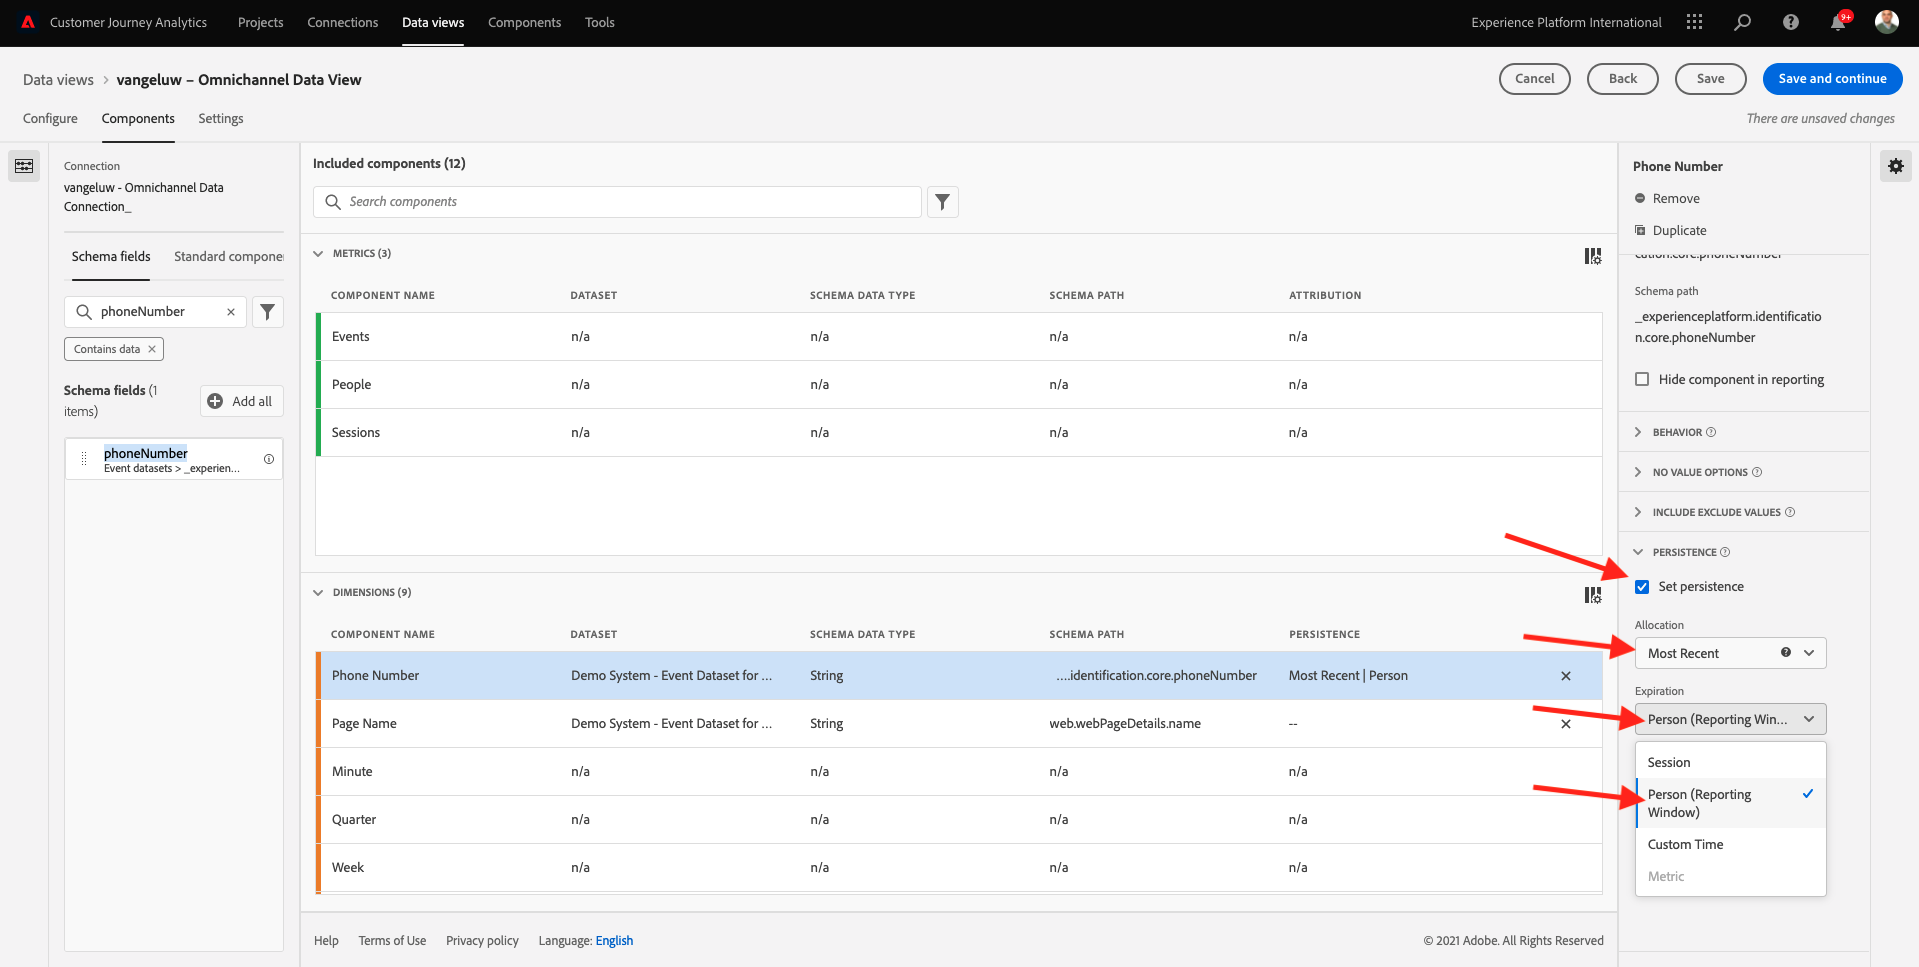 Customer Journey Analytics Projects Connections Data views Components Tools Experience Platform International 9+
Data views > vangeluw – Omnichannel Data View Cancel Back Save Save and continue
Configure Components Settings There are unsaved changes
Connection
vangeluw - Omnichannel Data
Connection_
Schema fields Standard compone
phoneNumber
Contains data
Schema fields (1
items)
Add all
phoneNumber
Event datasets > _experien...
Included components (12)
Search components
METRICS (3)
COMPONENT NAME DATASET SCHEMA DATA TYPE SCHEMA PATH ATTRIBUTION
Events n/a n/a n/a n/a
People n/a n/a n/a n/a
Sessions n/a n/a n/a n/a
DIMENSIONS (9)
COMPONENT NAME DATASET SCHEMA DATA TYPE SCHEMA PATH PERSISTENCE
Phone Number Demo System - Event Dataset for ... String ....identification.core.phoneNumber Most Recent | Person
Page Name Demo System - Event Dataset for ... String web.webPageDetails.name --
Minute n/a n/a n/a n/a
Quarter n/a n/a n/a n/a
Week n/a n/a n/a n/a
Phone Number
Remove
Duplicate
cation.core.phoneNumber
Schema path
_experienceplatform.identificatio
n.core.phoneNumber
Hide component in reporting
BEHAVIOR
NO VALUE OPTIONS
INCLUDE EXCLUDE VALUES
PERSISTENCE
Set persistence
Allocation
Most Recent
Expiration
Person (Reporting Win...
Session
Person (Reporting
Window)
Custom Time
Metric
Help Terms of Use Privacy policy Language: English © 2021 Adobe. All Rights Reserved